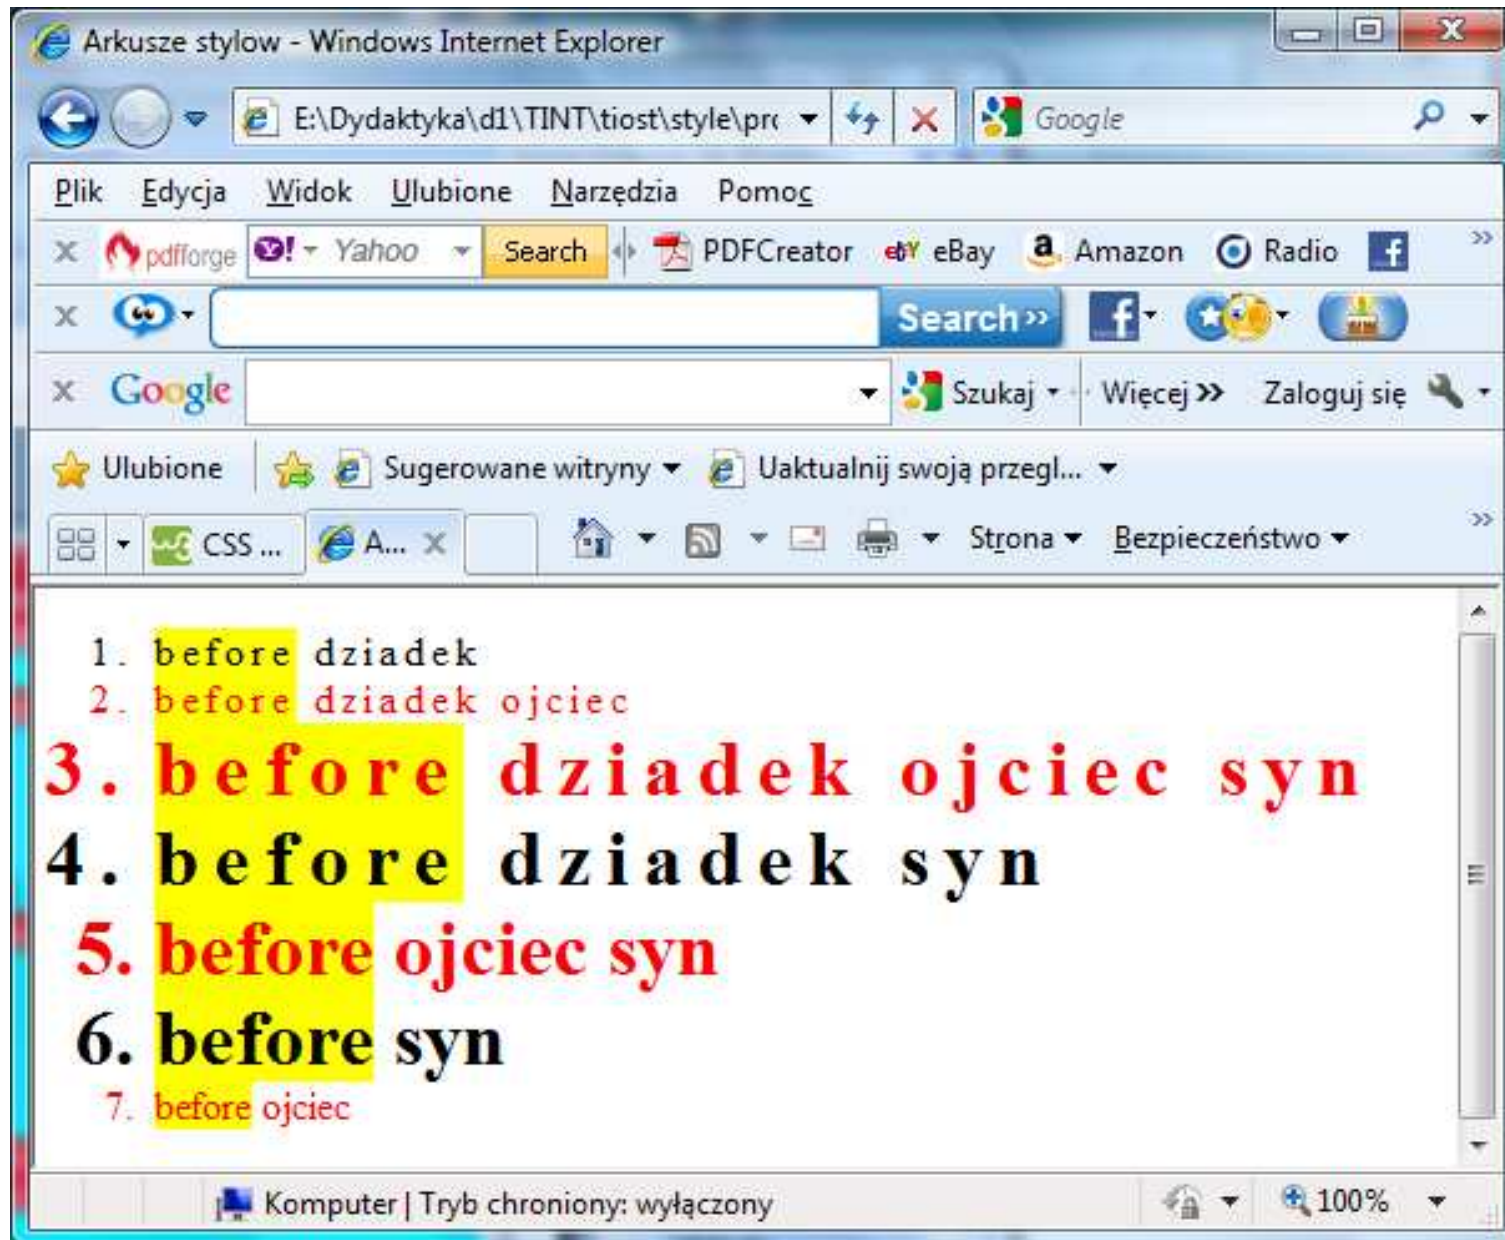 Arkusze stylow - Windows Internet Explorer
E:\Dydaktyka\d1\TINT\tiost\style\pro Google
Plik Edycja Widok Ulubione Narzędzia Pomoc
pdfforge Y! Yahoo Search PDFCreator ebY eBay a Amazon Radio f »
Search » f
Google Szukaj Więcej » Zaloguj się
Ulubione Sugerowane witryny Uaktualnij swoją przegl...
CSS ... A... Strona Bezpieczeństwo »
1. before dziadek
2. before dziadek ojciec
3. before dziadek ojciec syn
4. before dziadek syn
5. before ojciec syn
6. before syn
7. before ojciec
Komputer | Tryb chroniony: wyłączony 100%